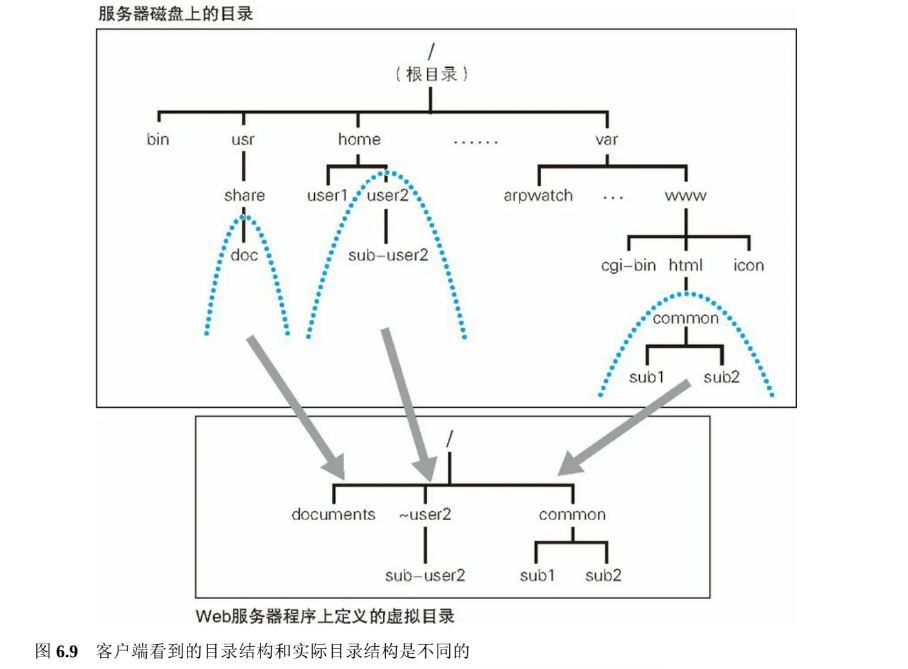 服务器磁盘上的目录
/
(根目录)
bin usr home ...... var
share user1 user2 arpwatch ... www
doc sub-user2 cgi-bin html icon
common
sub1 sub2
/
documents ~user2 common
sub-user2 sub1 sub2
Web服务器程序上定义的虚拟目录
图 6.9 客户端看到的目录结构和实际目录结构是不同的